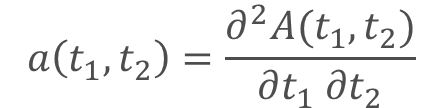 a(t₁, t₂) = ∂²A(t₁, t₂) / ∂t₁ ∂t₂